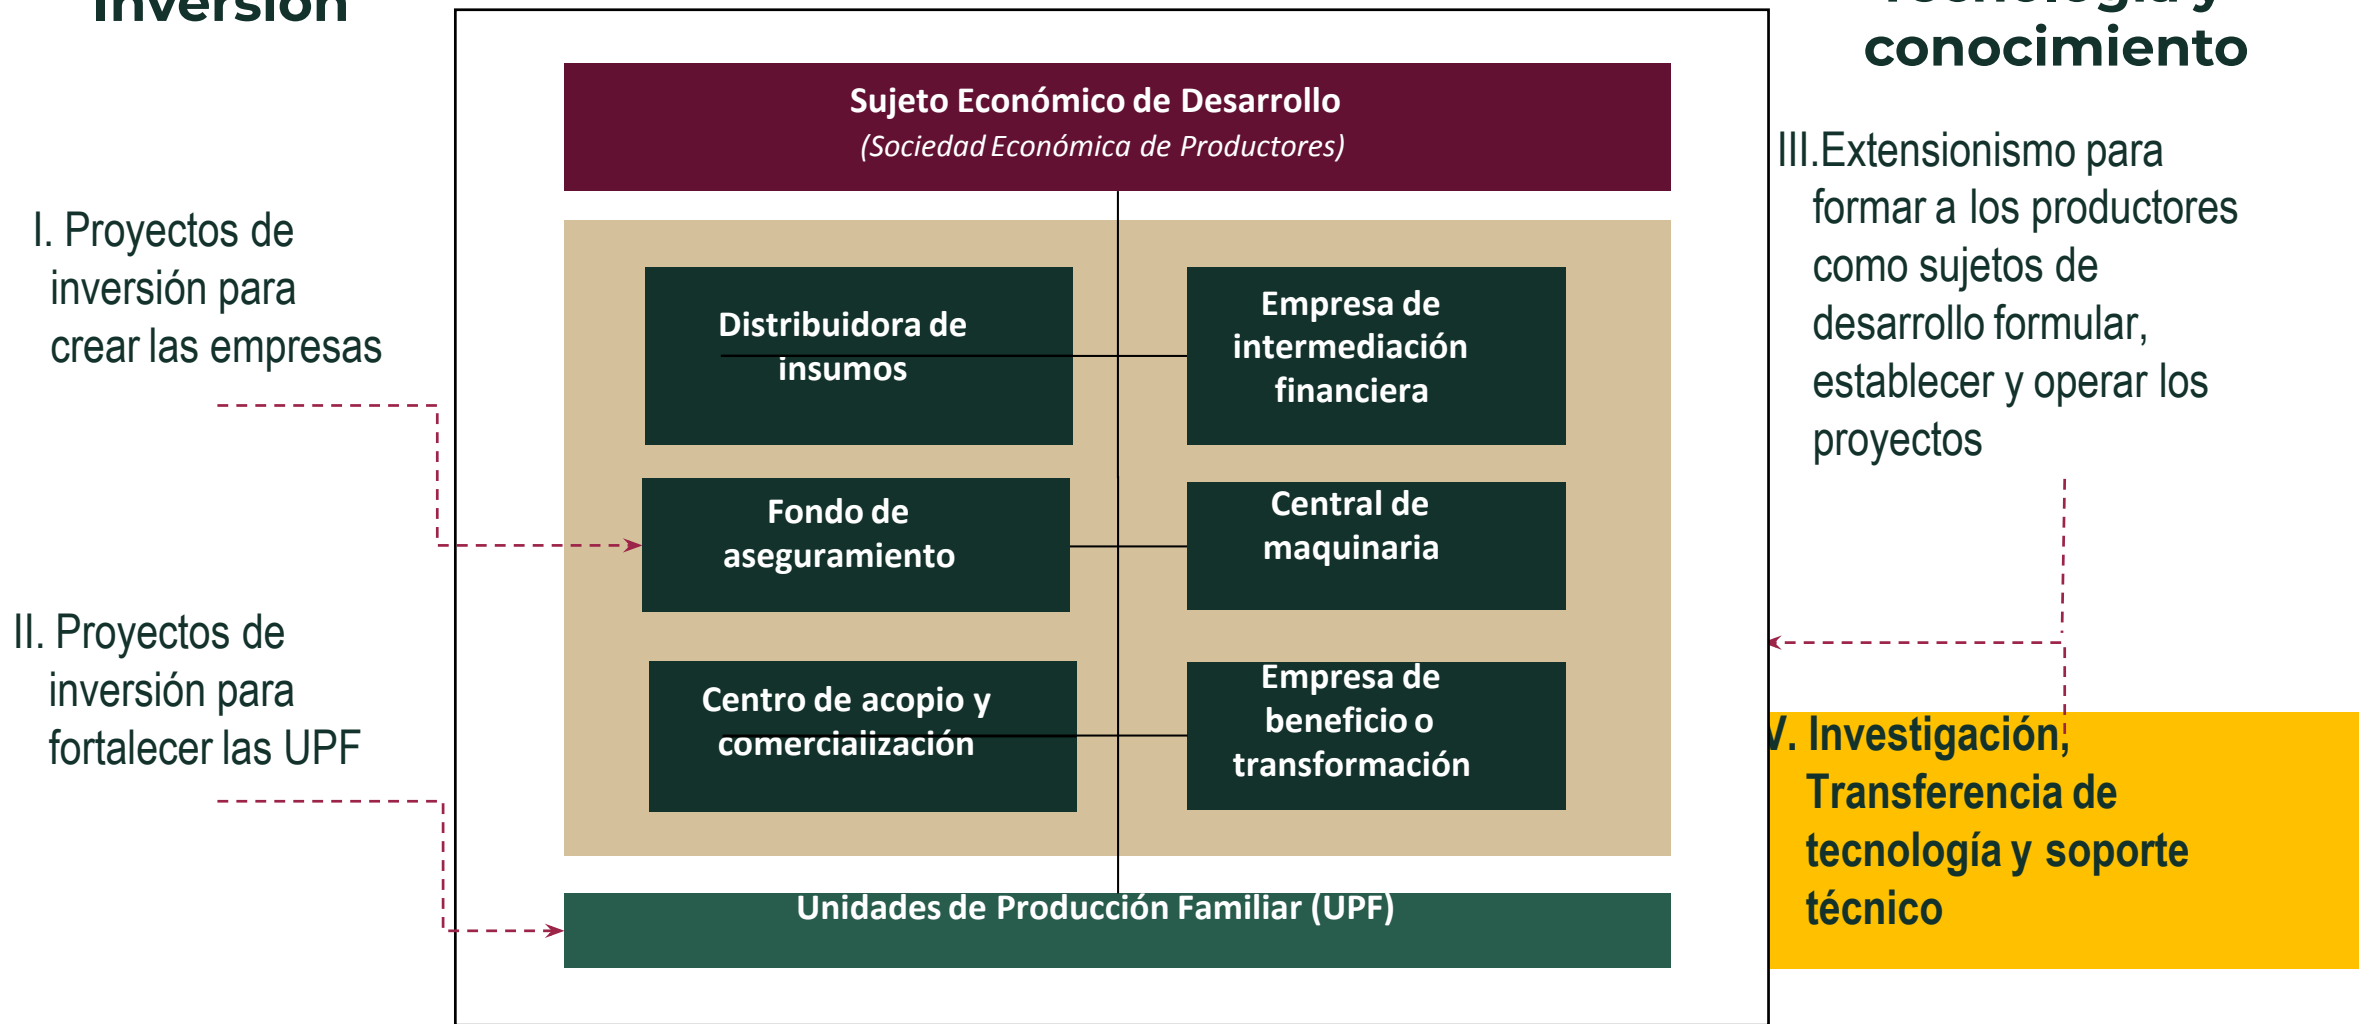 Inversión
I. Proyectos de
inversión para
crear las empresas
II. Proyectos de
inversión para
fortalecer las UPF
Sujeto Económico de Desarrollo
(Sociedad Económica de Productores)
Distribuidora de
insumos
Empresa de
intermediación
financiera
Fondo de
aseguramiento
Central de
maquinaria
Centro de acopio y
comercialización
Empresa de
beneficio o
transformación
Unidades de Producción Familiar (UPF)
Tecnología y
conocimiento
III.Extensionismo para
formar a los productores
como sujetos de
desarrollo formular,
establecer y operar los
proyectos
V. Investigación,
Transferencia de
tecnología y soporte
técnico